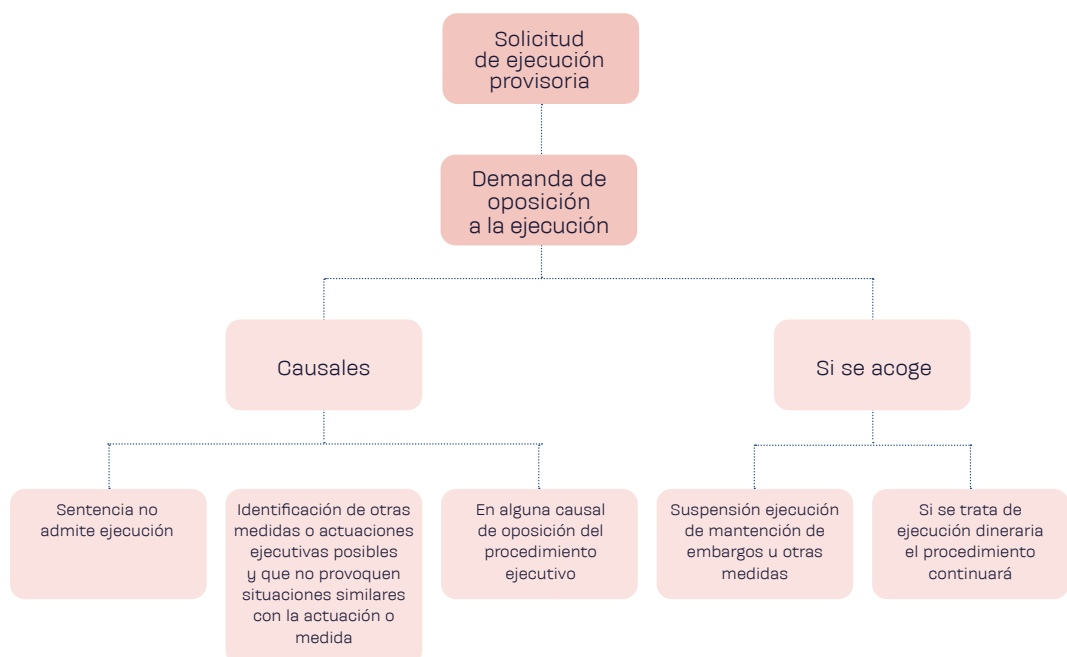 Solicitud
de ejecución
provisoria
Demanda de
oposición
a la ejecución
Causales
Si se acoge
Sentencia no
admite ejecución
Identificación de otras
medidas o actuaciones
ejecutivas posibles
y que no provoquen
situaciones similares
con la actuación o
medida
En alguna causal
de oposición del
procedimiento
ejecutivo
Suspensión ejecución
de mantención de
embargos u otras
medidas
Si se trata de
ejecución dineraria
el procedimiento
continuará